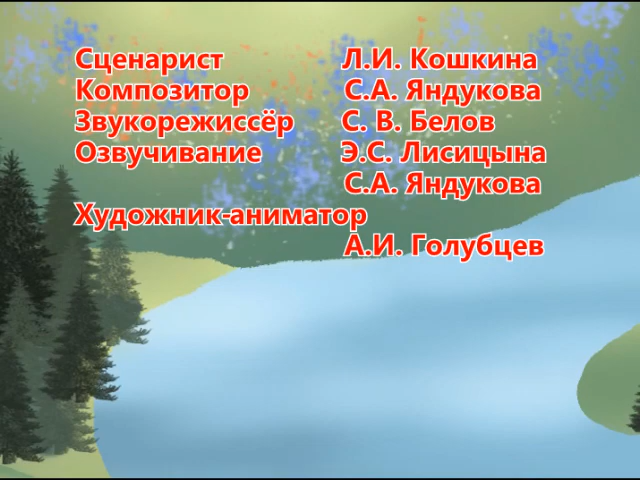 Сценарист Л.И. Кошкина
Композитор С.А. Яндукова
Звукорежиссёр С. В. Белов
Озвучивание Э.С. Лисицына
С.А. Яндукова
Художник-аниматор
А.И. Голубцев